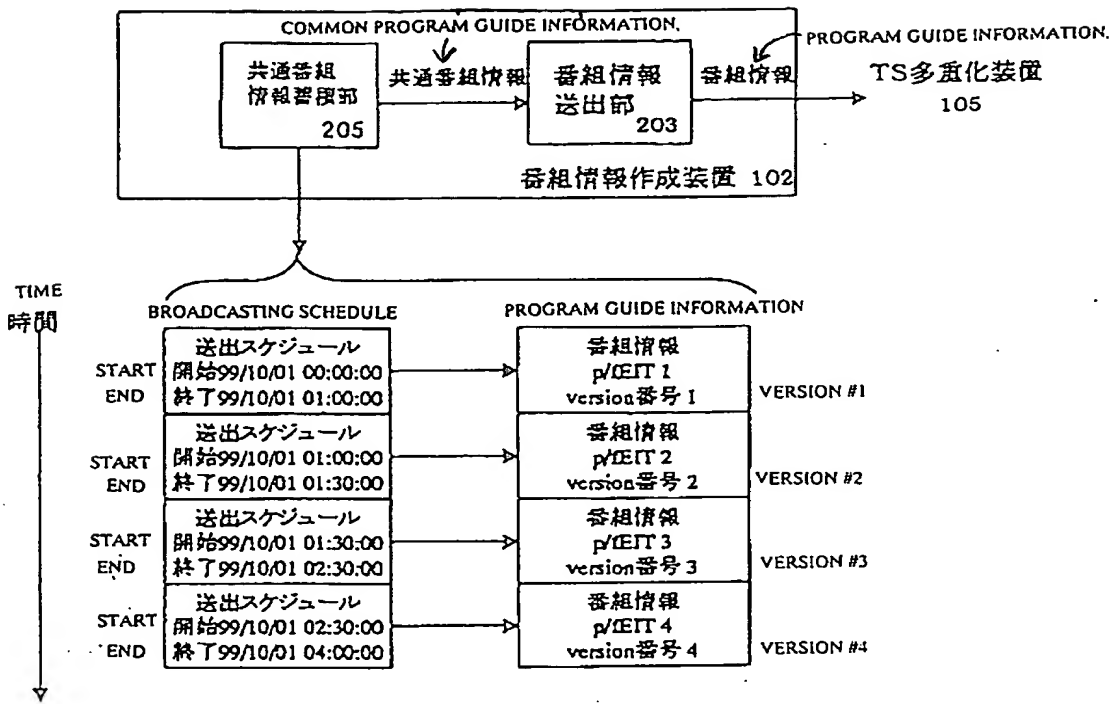 COMMON PROGRAM GUIDE INFORMATION.
PROGRAM GUIDE INFORMATION.
共通番組
情報蓄積部
205
共通番組情報
番組情報
送出部
203
番組情報
TS多重化装置
105
番組情報作成装置 102
TIME
時間
BROADCASTING SCHEDULE
PROGRAM GUIDE INFORMATION
START
END
送出スケジュール
開始99/10/01 00:00:00
終了99/10/01 01:00:00
番組情報
p/fEIT 1
version番号 1
VERSION #1
START
END
送出スケジュール
開始99/10/01 01:00:00
終了99/10/01 01:30:00
番組情報
p/fEIT 2
version番号 2
VERSION #2
START
END
送出スケジュール
開始99/10/01 01:30:00
終了99/10/01 02:30:00
番組情報
p/fEIT 3
version番号 3
VERSION #3
START
END
送出スケジュール
開始99/10/01 02:30:00
終了99/10/01 04:00:00
番組情報
p/fEIT 4
version番号 4
VERSION #4